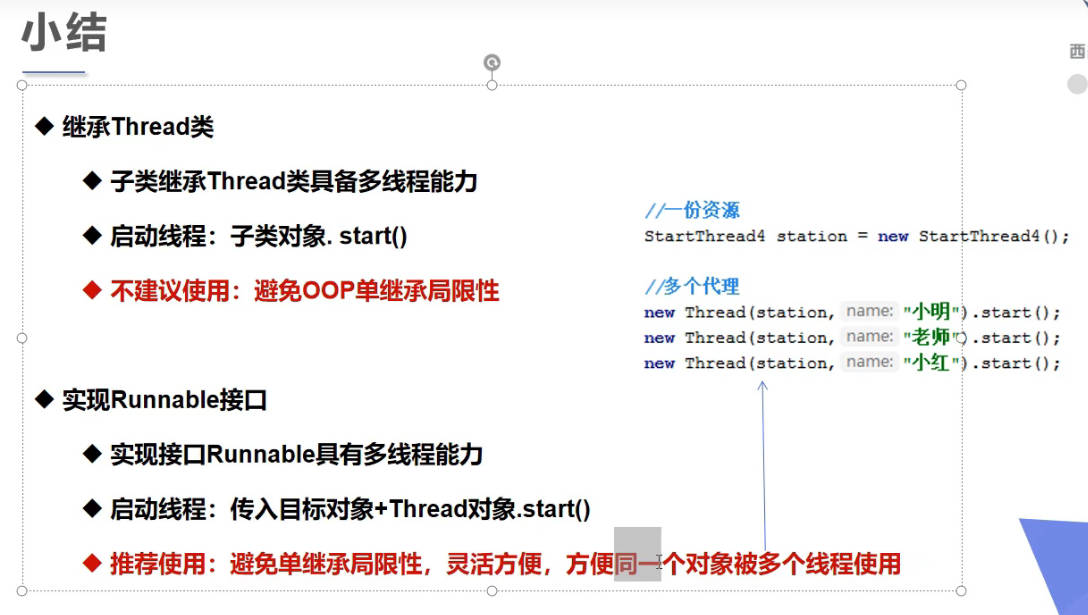 小结
西
◆ 继承Thread类
◆ 子类继承Thread类具备多线程能力
◆ 启动线程：子类对象. start()
◆ 不建议使用：避免OOP单继承局限性
◆ 实现Runnable接口
◆ 实现接口Runnable具有多线程能力
◆ 启动线程：传入目标对象+Thread对象.start()
◆ 推荐使用：避免单继承局限性，灵活方便，方便同一个对象被多个线程使用
//一份资源
StartThread4 station = new StartThread4();
//多个代理
new Thread(station, name: "小明").start();
new Thread(station, name: "老师").start();
new Thread(station, name: "小红").start();